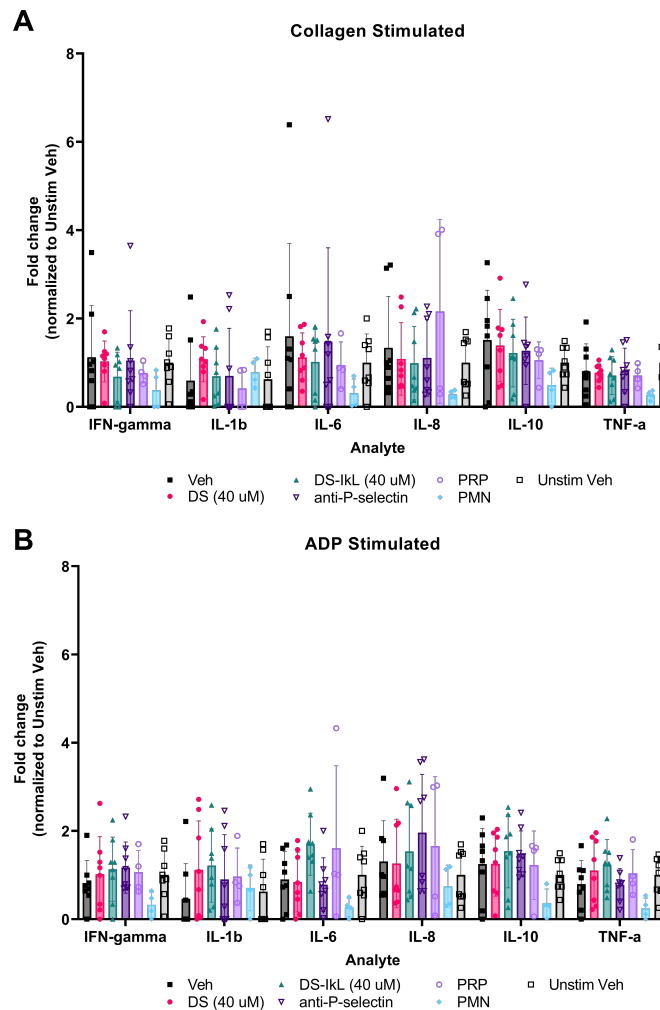 A
Collagen Stimulated
Fold change
(normalized to Unstim Veh)
8
6
4
2
0
IFN-gamma IL-1b IL-6 IL-8 IL-10 TNF-a
Analyte
Veh DS-IkL (40 uM) PRP Unstim Veh
DS (40 uM) anti-P-selectin PMN
B
ADP Stimulated
Fold change
(normalized to Unstim Veh)
8
6
4
2
0
IFN-gamma IL-1b IL-6 IL-8 IL-10 TNF-a
Analyte
Veh DS-IkL (40 uM) PRP Unstim Veh
DS (40 uM) anti-P-selectin PMN